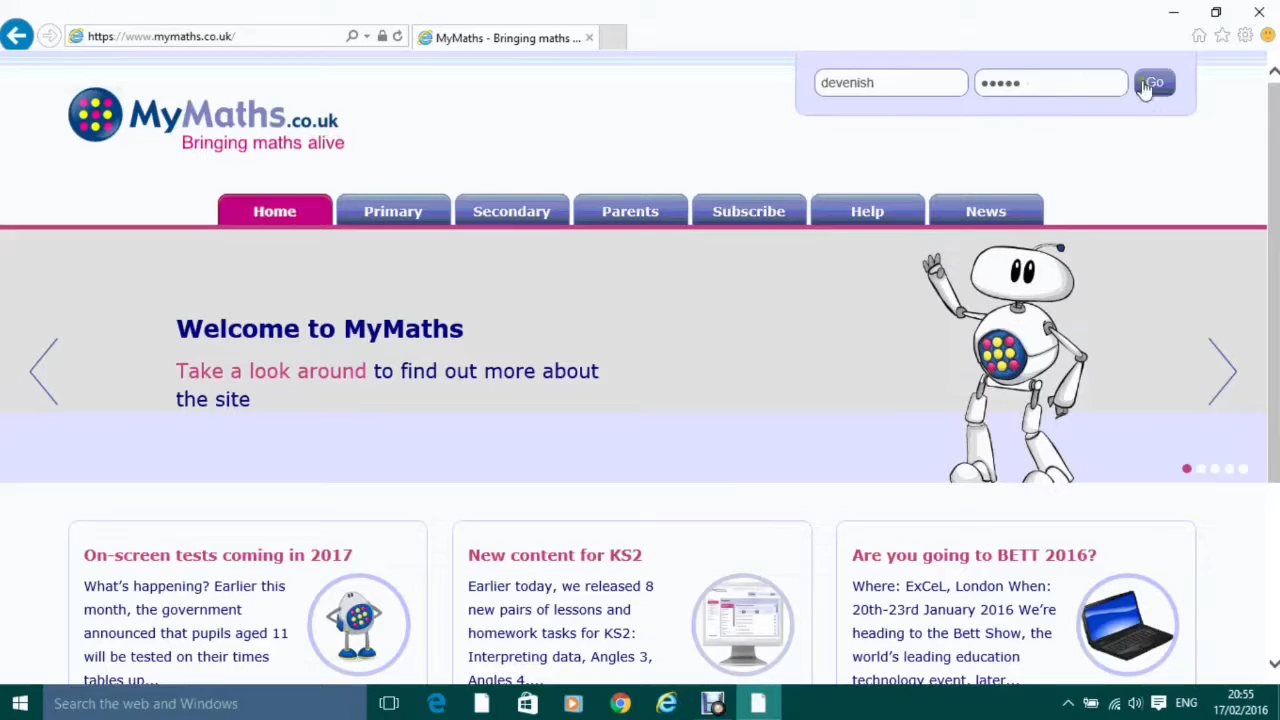 https://www.mymaths.co.uk/
MyMaths - Bringing maths ...
devenish
●●●●●
Go
MyMaths.co.uk
Bringing maths alive
Home
Primary
Secondary
Parents
Subscribe
Help
News
Welcome to MyMaths
Take a look around to find out more about
the site
On-screen tests coming in 2017
What's happening? Earlier this
month, the government
announced that pupils aged 11
will be tested on their times
tables up...
New content for KS2
Earlier today, we released 8
new pairs of lessons and
homework tasks for KS2:
Interpreting data, Angles 3,
Angles 4....
Are you going to BETT 2016?
Where: ExCeL, London When:
20th-23rd January 2016 We're
heading to the Bett Show, the
world's leading education
technology event, later...
Search the web and Windows
ENG
20:55
17/02/2016